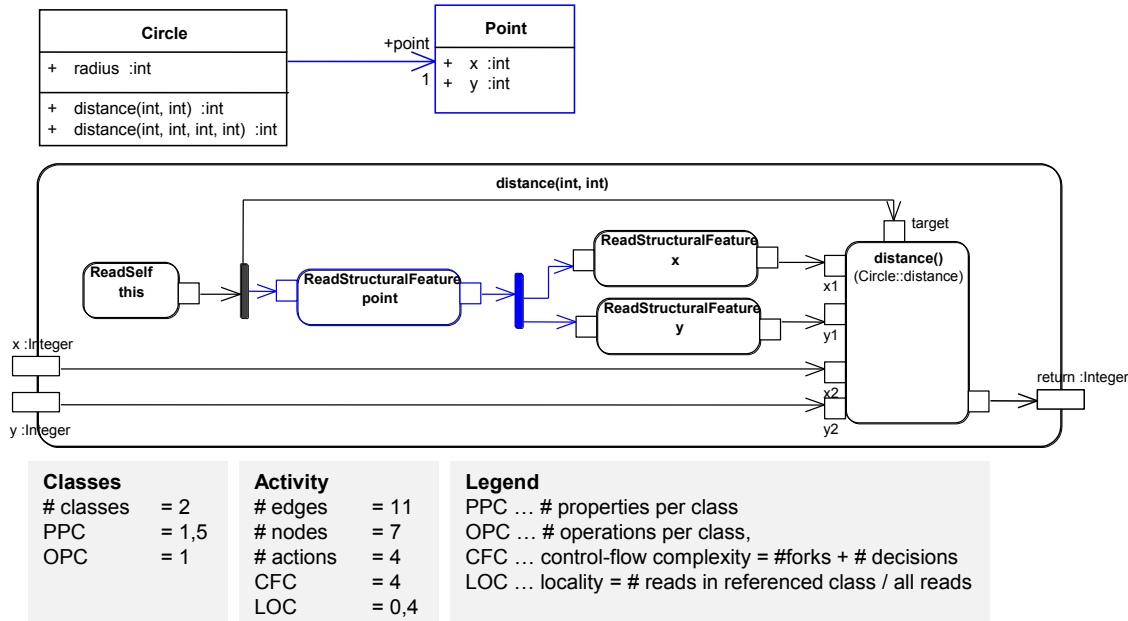 Circle
+ radius :int
+ distance(int, int) :int
+ distance(int, int, int, int) :int
+point
1
Point
+ x :int
+ y :int
distance(int, int)
ReadSelf
this
ReadStructuralFeature
point
ReadStructuralFeature
x
ReadStructuralFeature
y
target
distance()
(Circle::distance)
x1
y1
x2
y2
x :Integer
y :Integer
return :Integer
Classes
# classes = 2
PPC = 1,5
OPC = 1
Activity
# edges = 11
# nodes = 7
# actions = 4
CFC = 4
LOC = 0,4
Legend
PPC … # properties per class
OPC … # operations per class,
CFC … control-flow complexity = #forks + # decisions
LOC … locality = # reads in referenced class / all reads